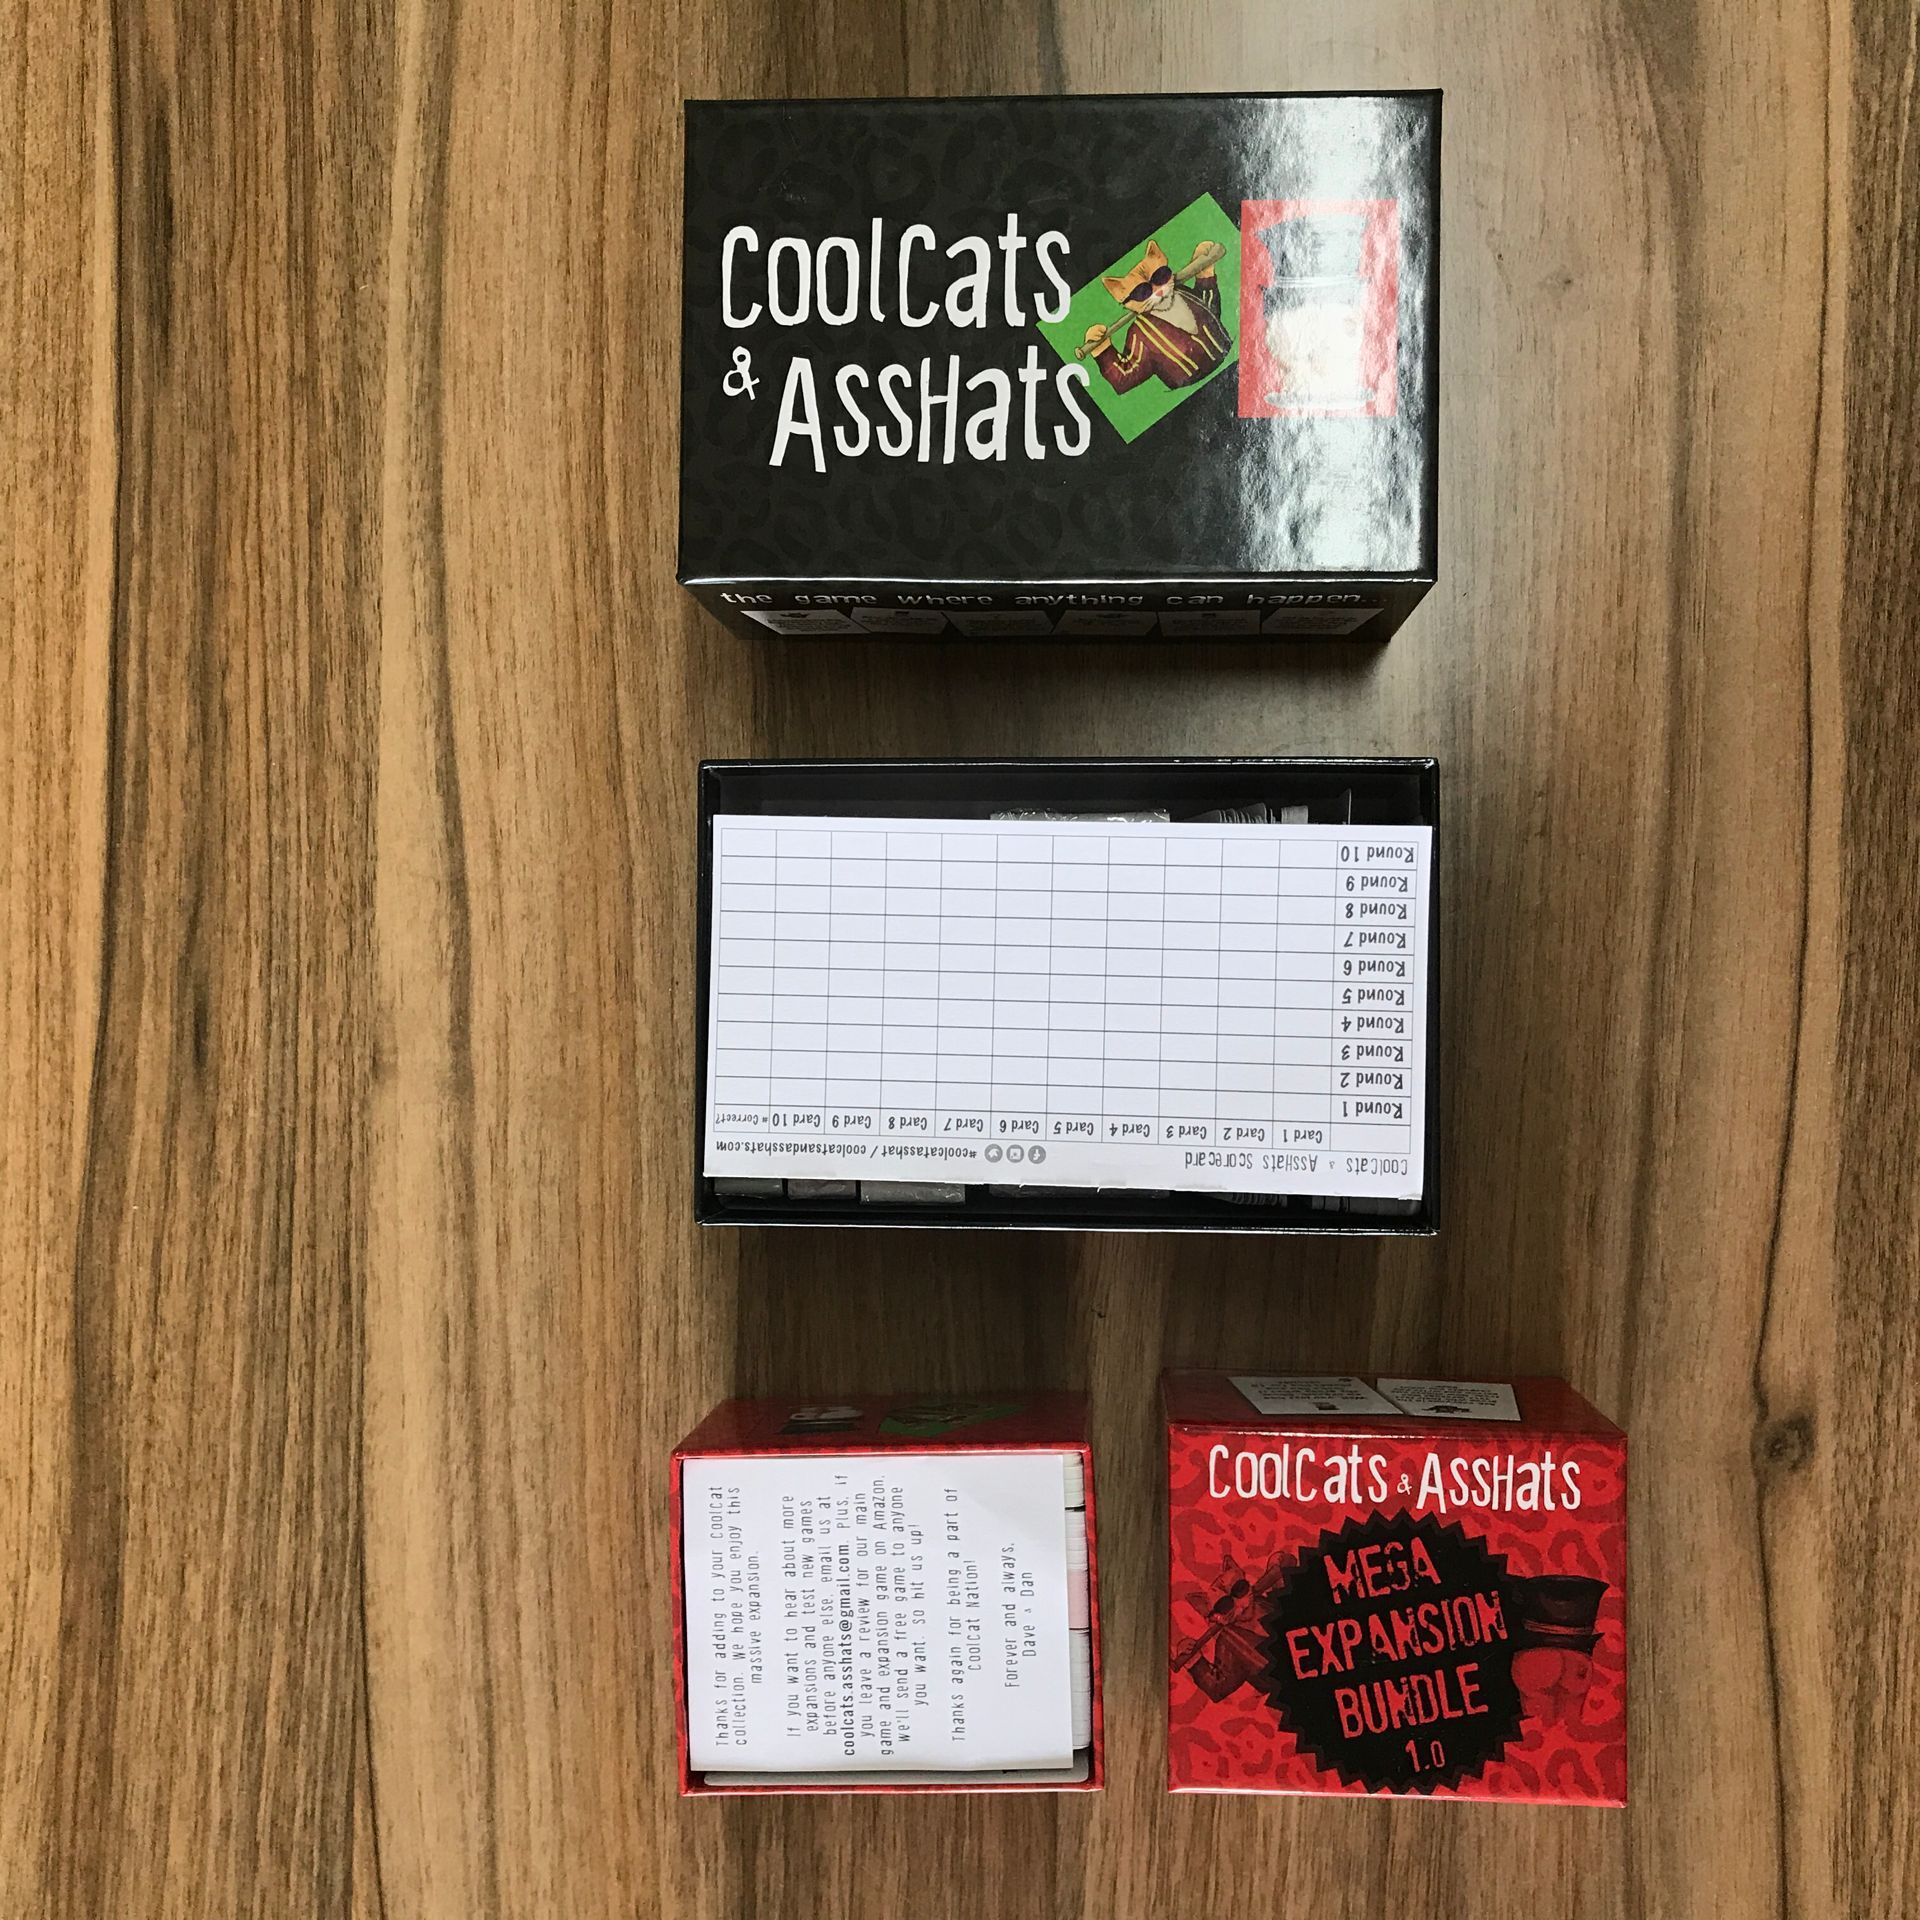 CoolCats
& AssHats
the game where anything can happen...
CoolCats & AssHats Scorecard
#coolcatasshat / coolcatsandasshats.com
Card 1 Card 2 Card 3 Card 4 Card 5 Card 6 Card 7 Card 8 Card 9 Card 10 # Correct?
Round 1
Round 2
Round 3
Round 4
Round 5
Round 6
Round 7
Round 8
Round 9
Round 10
Thanks for adding to your CoolCat
collection. We hope you enjoy this
massive expansion.
If you want to hear about more
expansions and test new games
before anyone else, email us at
coolcats.asshats@gmail.com. Plus, if
you leave a review for our main
game and expansion game on Amazon,
we'll send a free game to anyone
you want. So hit us up!
Thanks again for being a part of
CoolCat Nation!
Forever and always,
Dave & Dan
CoolCats & AssHats
MEGA
EXPANSION
BUNDLE
1.0